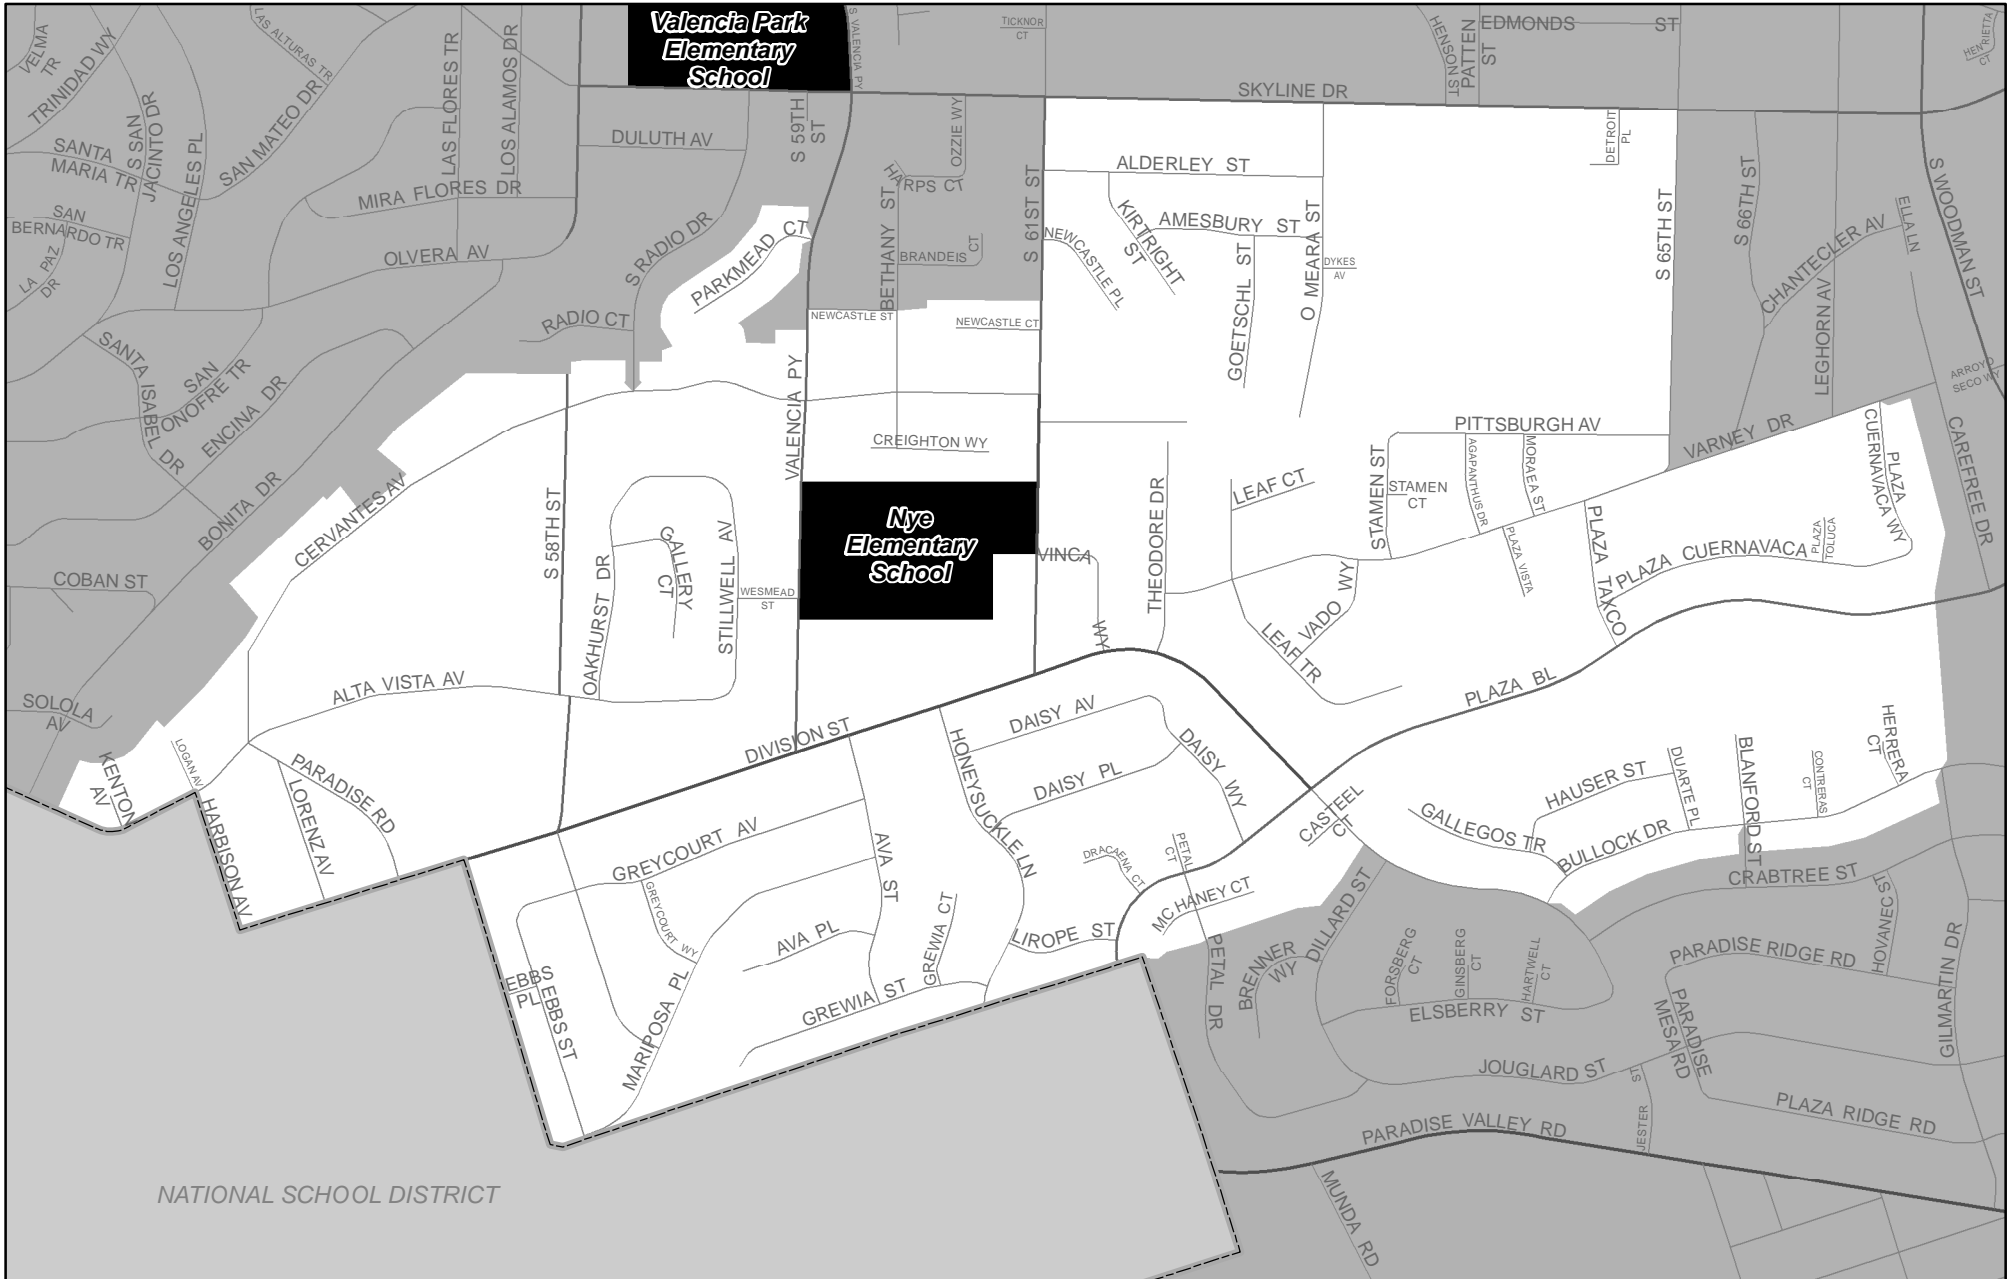 Valencia Park
Elementary
School
S VALENCIA PY
TICKNOR
CT
HENSON ST
PATTEN
ST
EDMONDS ST
HENRIETTA
CT
VELMA
TR
TRINIDAD WY
LAS ALTURAS TR
SAN MATEO DR
LAS FLORES TR
LOS ALAMOS DR
SKYLINE DR
S SAN
JACINTO DR
LOS ANGELES PL
SANTA
MARIA TR
SAN
BERNARDO TR
LA PAZ
DR
MIRA FLORES DR
OLVERA AV
DULUTH AV
S 59TH
ST
OZZIE WY
HARPS CT
BETHANY ST
BRANDEIS
CT
S 61ST ST
ALDERLEY ST
KIRTRIGHT
ST
AMESBURY ST
NEWCASTLE PL
GOETSCHL ST
O MEARA ST
DYKES
AV
DETROIT
PL
S 65TH ST
S 66TH ST
CHANTECLER AV
ELLA LN
S WOODMAN ST
LEGHORN AV
ARROYO
SECO WY
S RADIO DR
PARKMEAD CT
RADIO CT
NEWCASTLE ST
NEWCASTLE CT
SANTA ISABEL DR
SAN
ONOFRE TR
ENCINA DR
BONITA DR
VALENCIA PY
CREIGHTON WY
PITTSBURGH AV
VARNEY DR
CAREFREE DR
CERVANTES AV
S 58TH ST
GALLERY
CT
STILLWELL AV
OAKHURST DR
WESMEAD
ST
Nye
Elementary
School
VINCA
WY
THEODORE DR
LEAF CT
STAMEN ST
STAMEN
CT
AGAPANTHUS DR
MORAEA ST
PLAZA VISTA
PLAZA TAXCO
PLAZA CUERNAVACA
PLAZA
TOLUCA
PLAZA
CUERNAVACA WY
COBAN ST
SOLOLA
AV
ALTA VISTA AV
VADO WY
LEAF TR
PLAZA BL
KENTON
AV
LOGAN AV
HARBISON AV
LORENZ AV
PARADISE RD
DIVISION ST
HONEYSUCKLE LN
DAISY AV
DAISY PL
DAISY WY
CASTEEL
CT
GALLEGOS TR
HAUSER ST
BULLOCK DR
DUARTE PL
BLANFORD ST
CONTRERAS
CT
HERRERA
CT
GREYCOURT AV
GREYCOURT WY
AVA ST
AVA PL
DRACAENA CT
PETAL
CT
MC HANEY CT
GREWIA CT
GREWIA ST
LIROPE ST
EBBS
PL
EBBS ST
MARIPOSA PL
PETAL DR
BRENNER
WY
DILLARD ST
FORSBERG
CT
GINSBERG
CT
HARTWELL
CT
ELSBERRY ST
CRABTREE ST
HOVANEC ST
PARADISE RIDGE RD
PARADISE
MESA RD
GILMARTIN DR
JOUGLARD ST
JESTER ST
PLAZA RIDGE RD
PARADISE VALLEY RD
MUNDA RD
NATIONAL SCHOOL DISTRICT